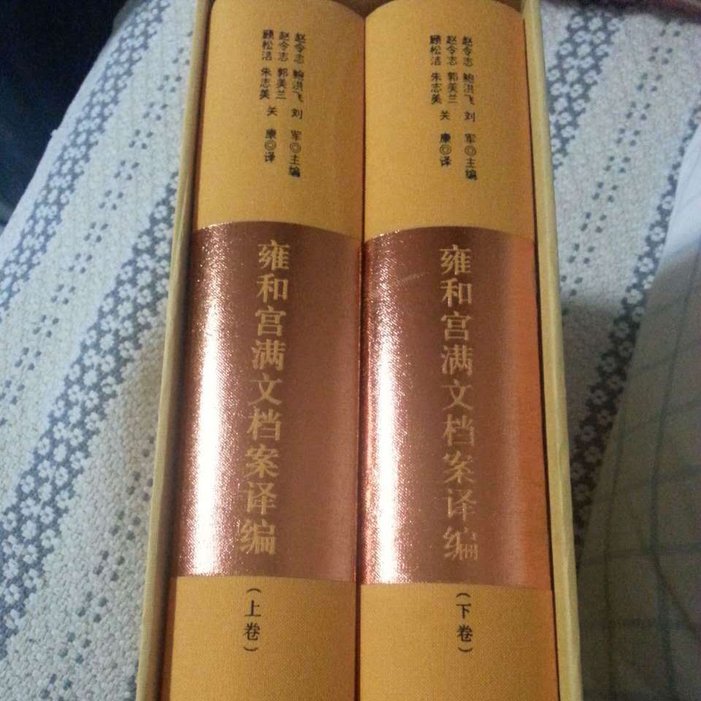 赵令志 鲍洪飞 刘 军◎主编
赵令志 郭美兰
顾松洁 朱志美 关 康◎译
雍和宫满文档案译编
（上卷）
赵令志 鲍洪飞 刘 军◎主编
赵令志 郭美兰
顾松洁 朱志美 关 康◎译
雍和宫满文档案译编
（下卷）